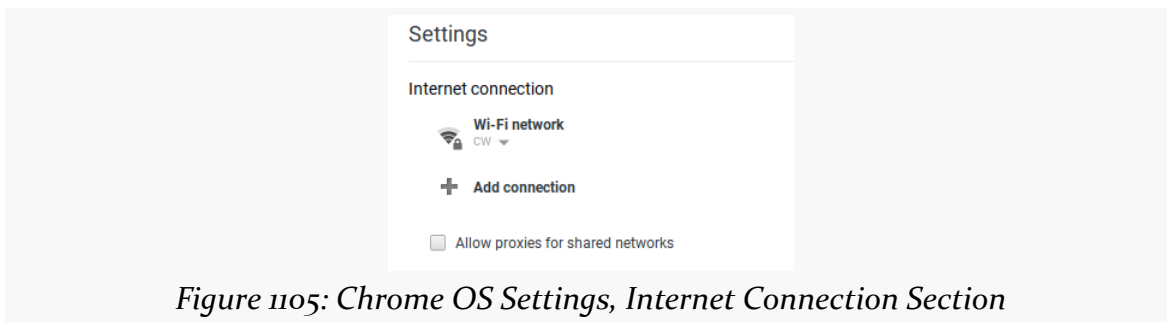 Settings
Internet connection
Wi-Fi network
CW
Add connection
Allow proxies for shared networks
Figure 1105: Chrome OS Settings, Internet Connection Section